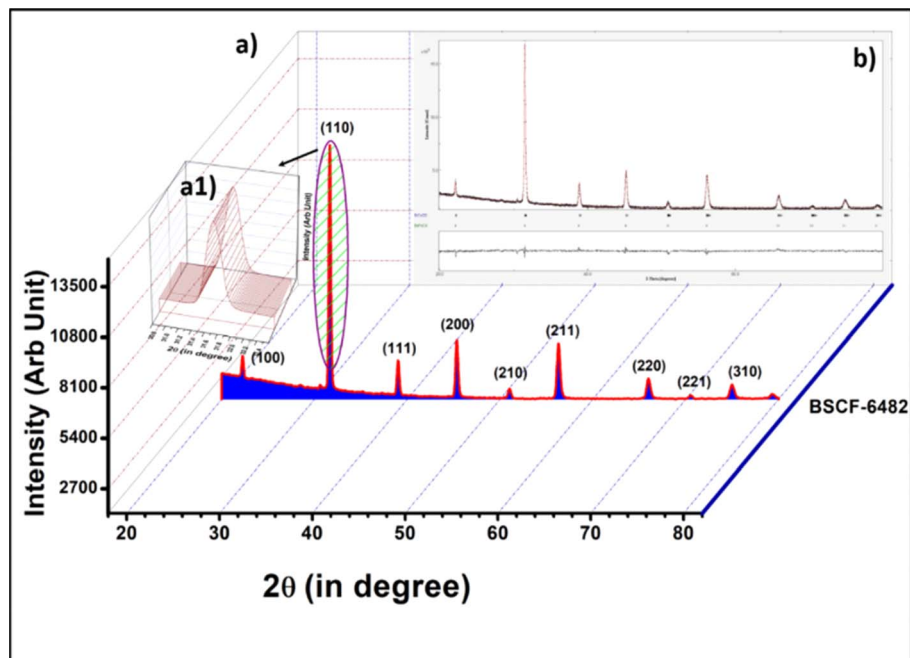 a)
b)
(110)
a1)
Intensity (Arb Unit)
2θ (in degree)
13500
10800
8100
5400
2700
Intensity (Arb Unit)
(100)
(111)
(200)
(210)
(211)
(220)
(221)
(310)
BSCF-6482
20 30 40 50 60 70 80
2θ (in degree)